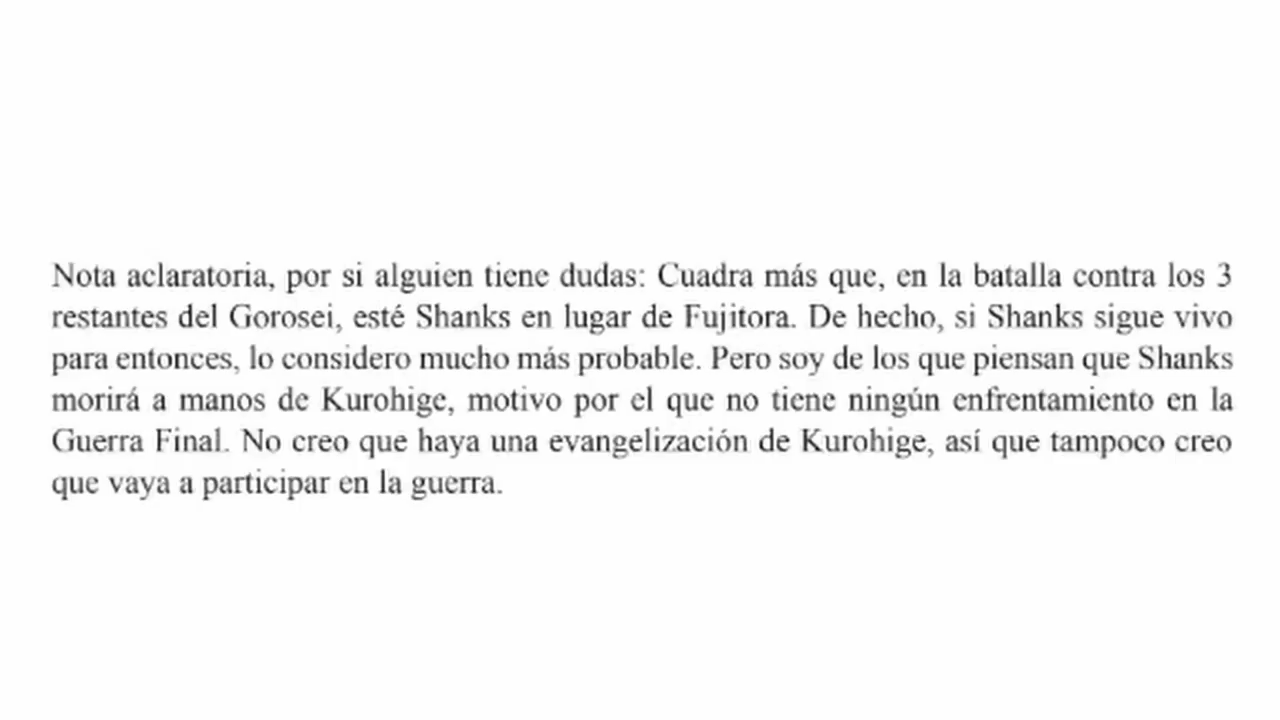 Nota aclaratoria, por si alguien tiene dudas: Cuadra más que, en la batalla contra los 3
restantes del Gorosei, esté Shanks en lugar de Fujitora. De hecho, si Shanks sigue vivo
para entonces, lo considero mucho más probable. Pero soy de los que piensan que Shanks
morirá a manos de Kurohige, motivo por el que no tiene ningún enfrentamiento en la
Guerra Final. No creo que haya una evangelización de Kurohige, así que tampoco creo
que vaya a participar en la guerra.